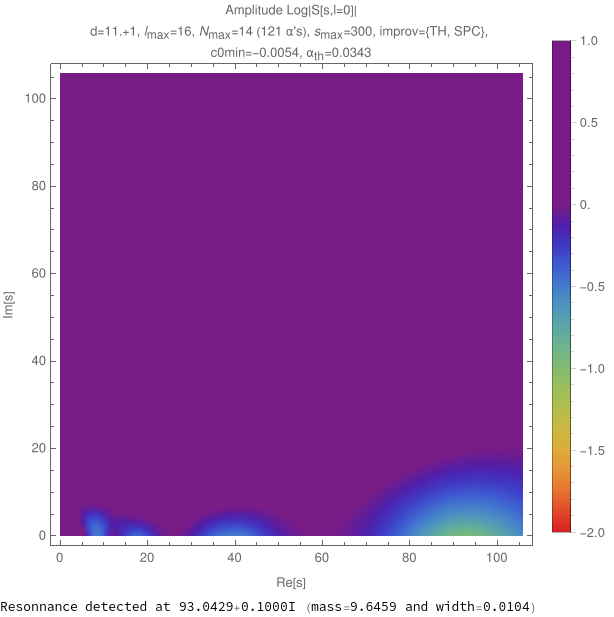 Amplitude Log|S[s,l=0]|
d=11.+1, lmax=16, Nmax=14 (121 α's), smax=300, improv={TH, SPC},
c0min=−0.0054, αth=0.0343
100
80
60
40
20
0
Im[s]
0 20 40 60 80 100
Re[s]
1.0
0.5
0.
−0.5
−1.0
−1.5
−2.0
Resonnance detected at 93.0429+0.1000I (mass=9.6459 and width=0.0104)